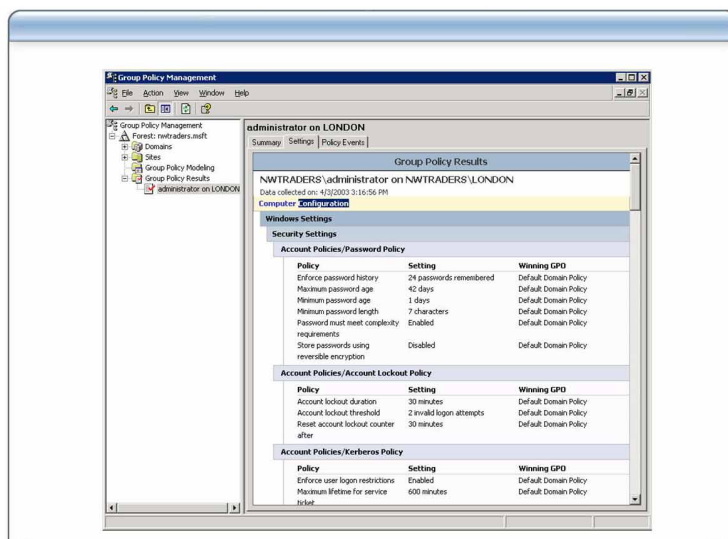 Group Policy Management
File Action View Window Help
Group Policy Management
Forest: nwtraders.msft
Domains
Sites
Group Policy Modeling
Group Policy Results
administrator on LONDON
administrator on LONDON
Summary Settings Policy Events
Group Policy Results
NWTRADERS\administrator on NWTRADERS\LONDON
Data collected on: 4/3/2003 3:16:56 PM
Computer Configuration
Windows Settings
Security Settings
Account Policies/Password Policy
Policy Setting Winning GPO
Enforce password history 24 passwords remembered Default Domain Policy
Maximum password age 42 days Default Domain Policy
Minimum password age 1 days Default Domain Policy
Minimum password length 7 characters Default Domain Policy
Password must meet complexity Enabled Default Domain Policy
requirements
Store passwords using Disabled Default Domain Policy
reversible encryption
Account Policies/Account Lockout Policy
Policy Setting Winning GPO
Account lockout duration 30 minutes Default Domain Policy
Account lockout threshold 2 invalid logon attempts Default Domain Policy
Reset account lockout counter 30 minutes Default Domain Policy
after
Account Policies/Kerberos Policy
Policy Setting Winning GPO
Enforce user logon restrictions Enabled Default Domain Policy
Maximum lifetime for service 600 minutes Default Domain Policy
ticket